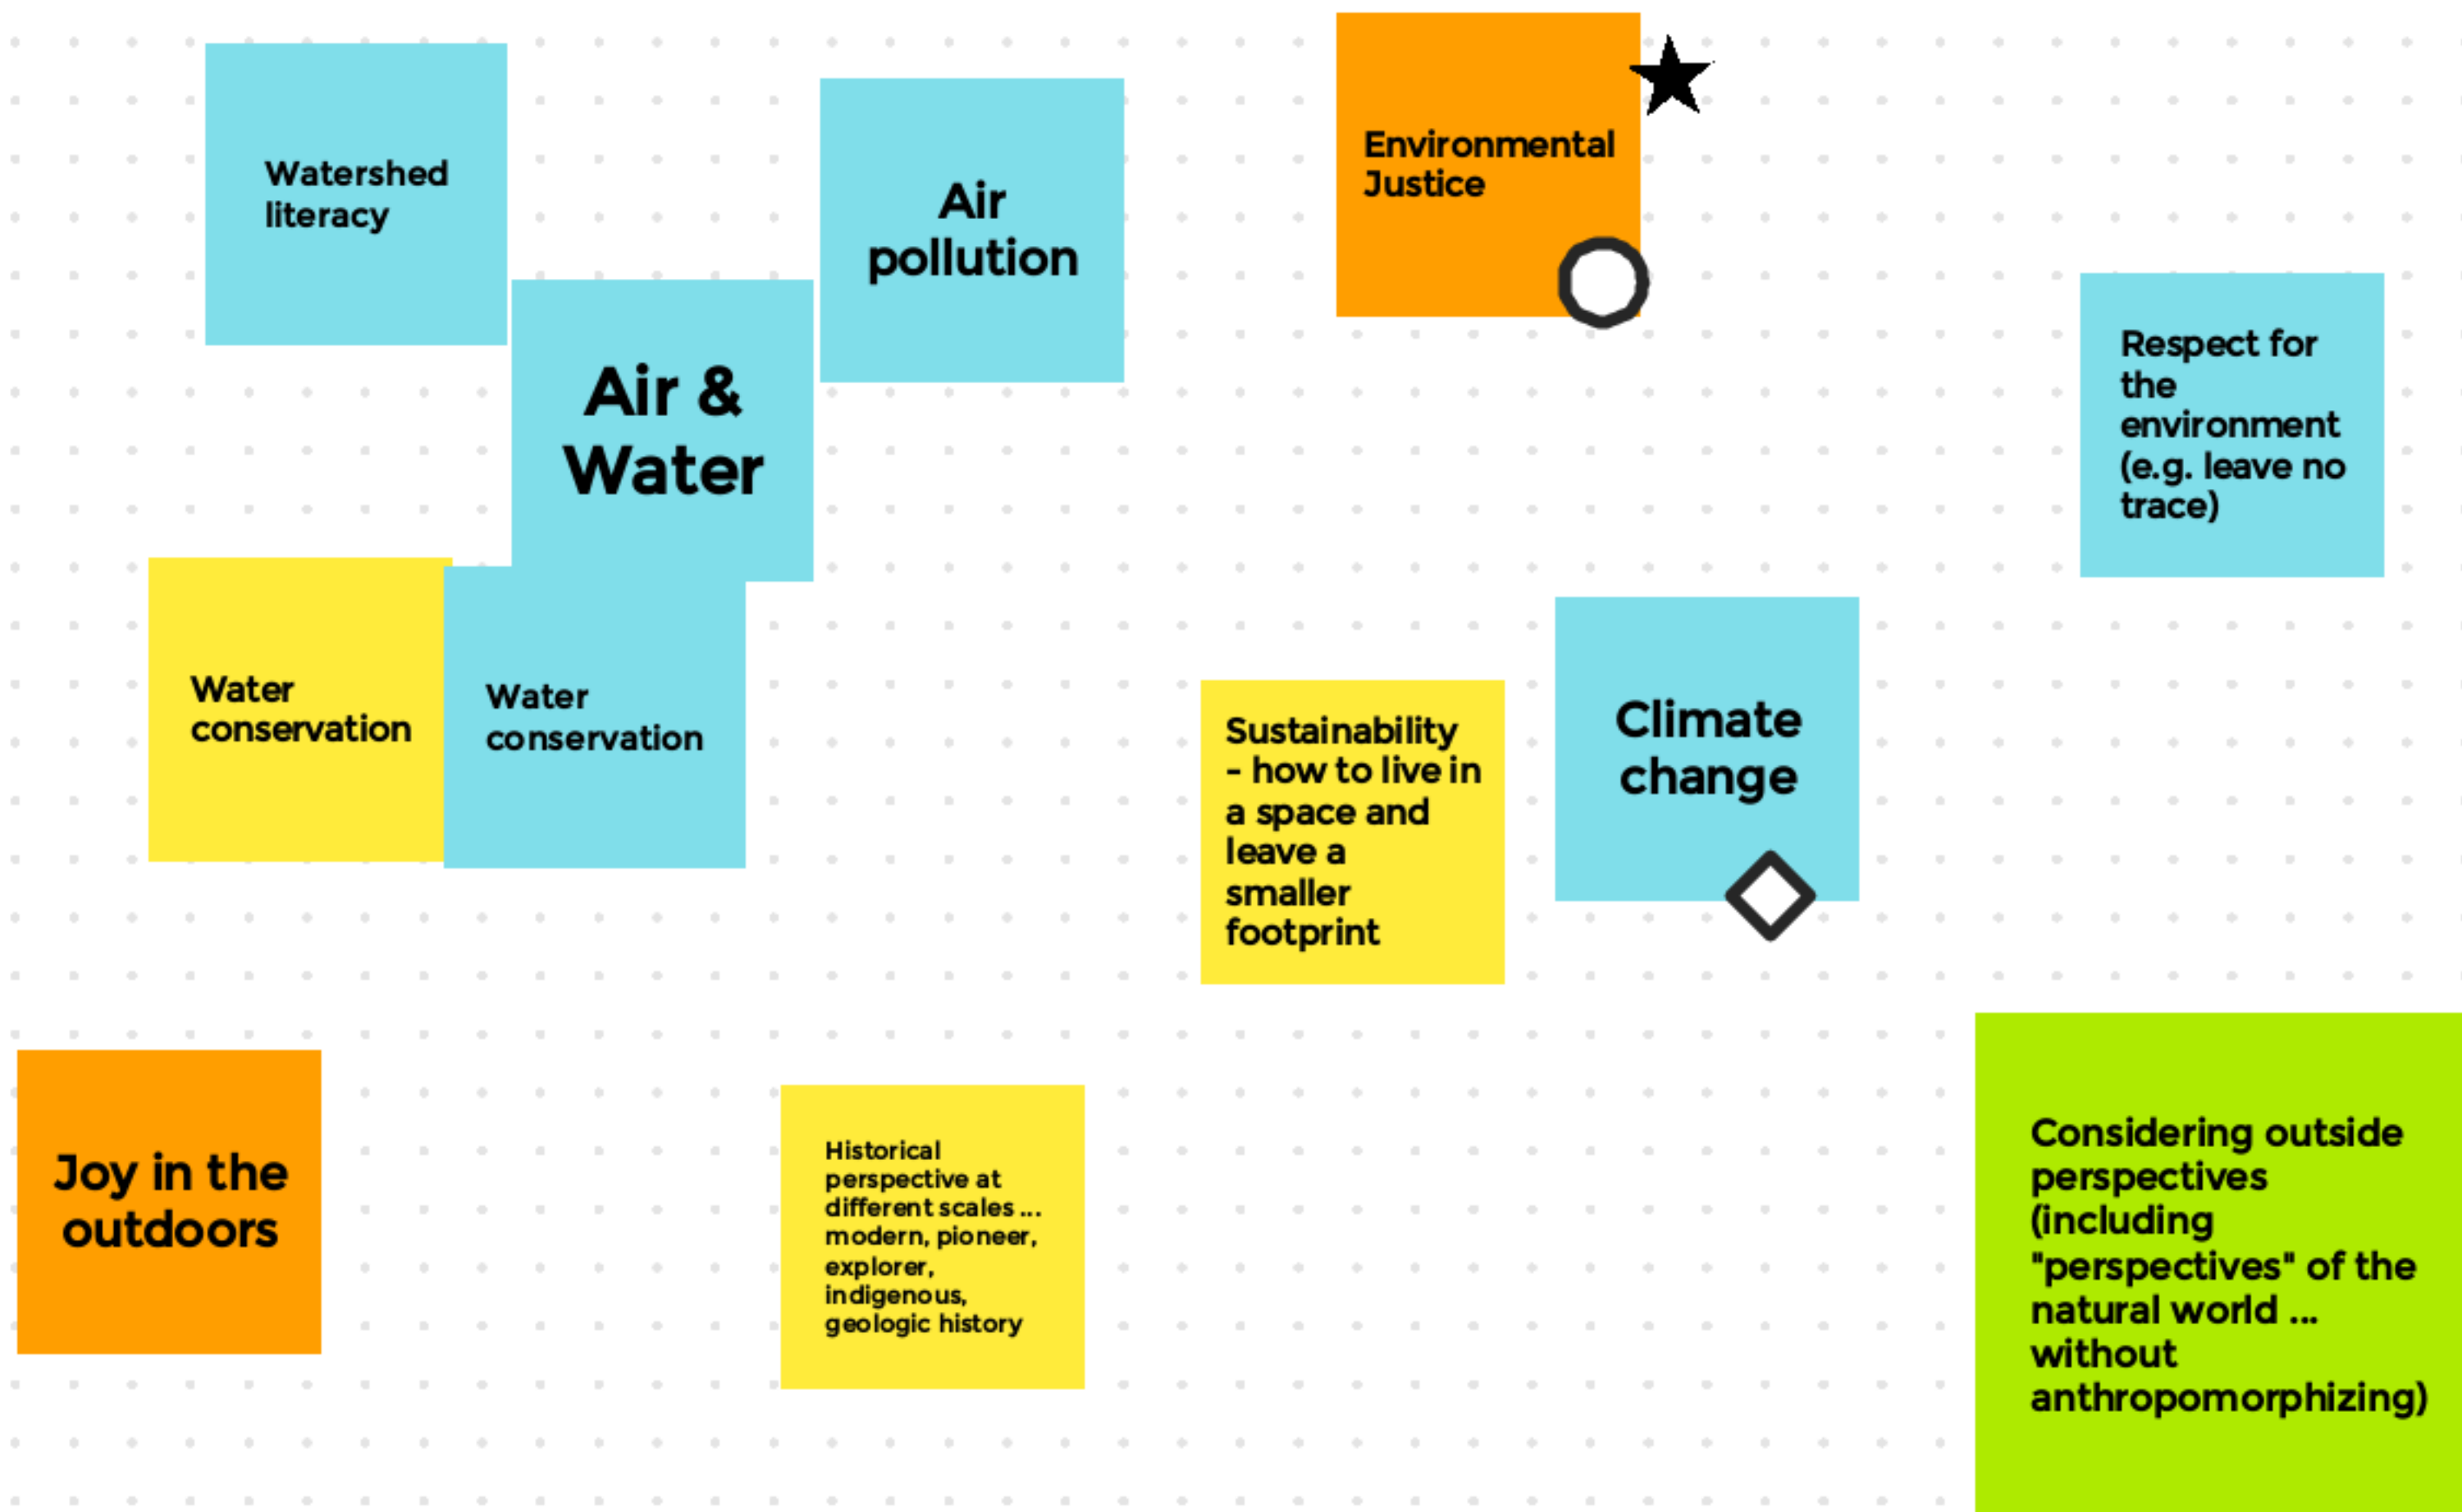 Watershed
literacy
Air
pollution
Environmental
Justice
Air &
Water
Respect for
the
environment
(e.g. leave no
trace)
Water
conservation
Water
conservation
Sustainability
- how to live in
a space and
leave a
smaller
footprint
Climate
change
Joy in the
outdoors
Historical
perspective at
different scales ...
modern, pioneer,
explorer,
indigenous,
geologic history
Considering outside
perspectives
(including
"perspectives" of the
natural world ...
without
anthropomorphizing)